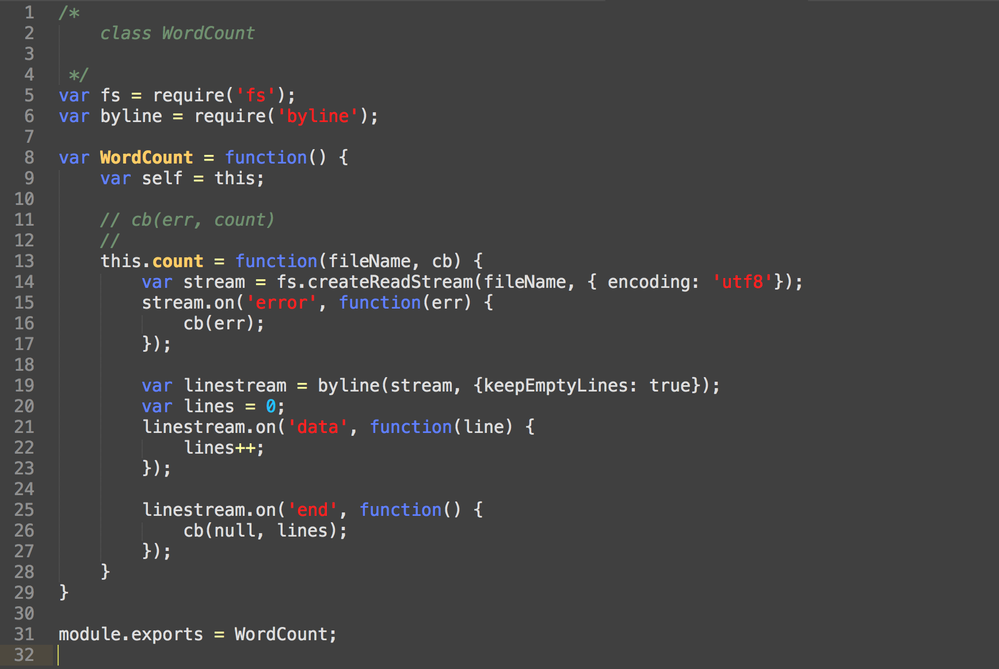 1 /*
2     class WordCount
3
4  */
5 var fs = require('fs');
6 var byline = require('byline');
7
8 var WordCount = function() {
9     var self = this;
10
11     // cb(err, count)
12     //
13     this.count = function(fileName, cb) {
14         var stream = fs.createReadStream(fileName, { encoding: 'utf8'});
15         stream.on('error', function(err) {
16             cb(err);
17         });
18
19         var linestream = byline(stream, {keepEmptyLines: true});
20         var lines = 0;
21         linestream.on('data', function(line) {
22             lines++;
23         });
24
25         linestream.on('end', function() {
26             cb(null, lines);
27         });
28     }
29 }
30
31 module.exports = WordCount;
32